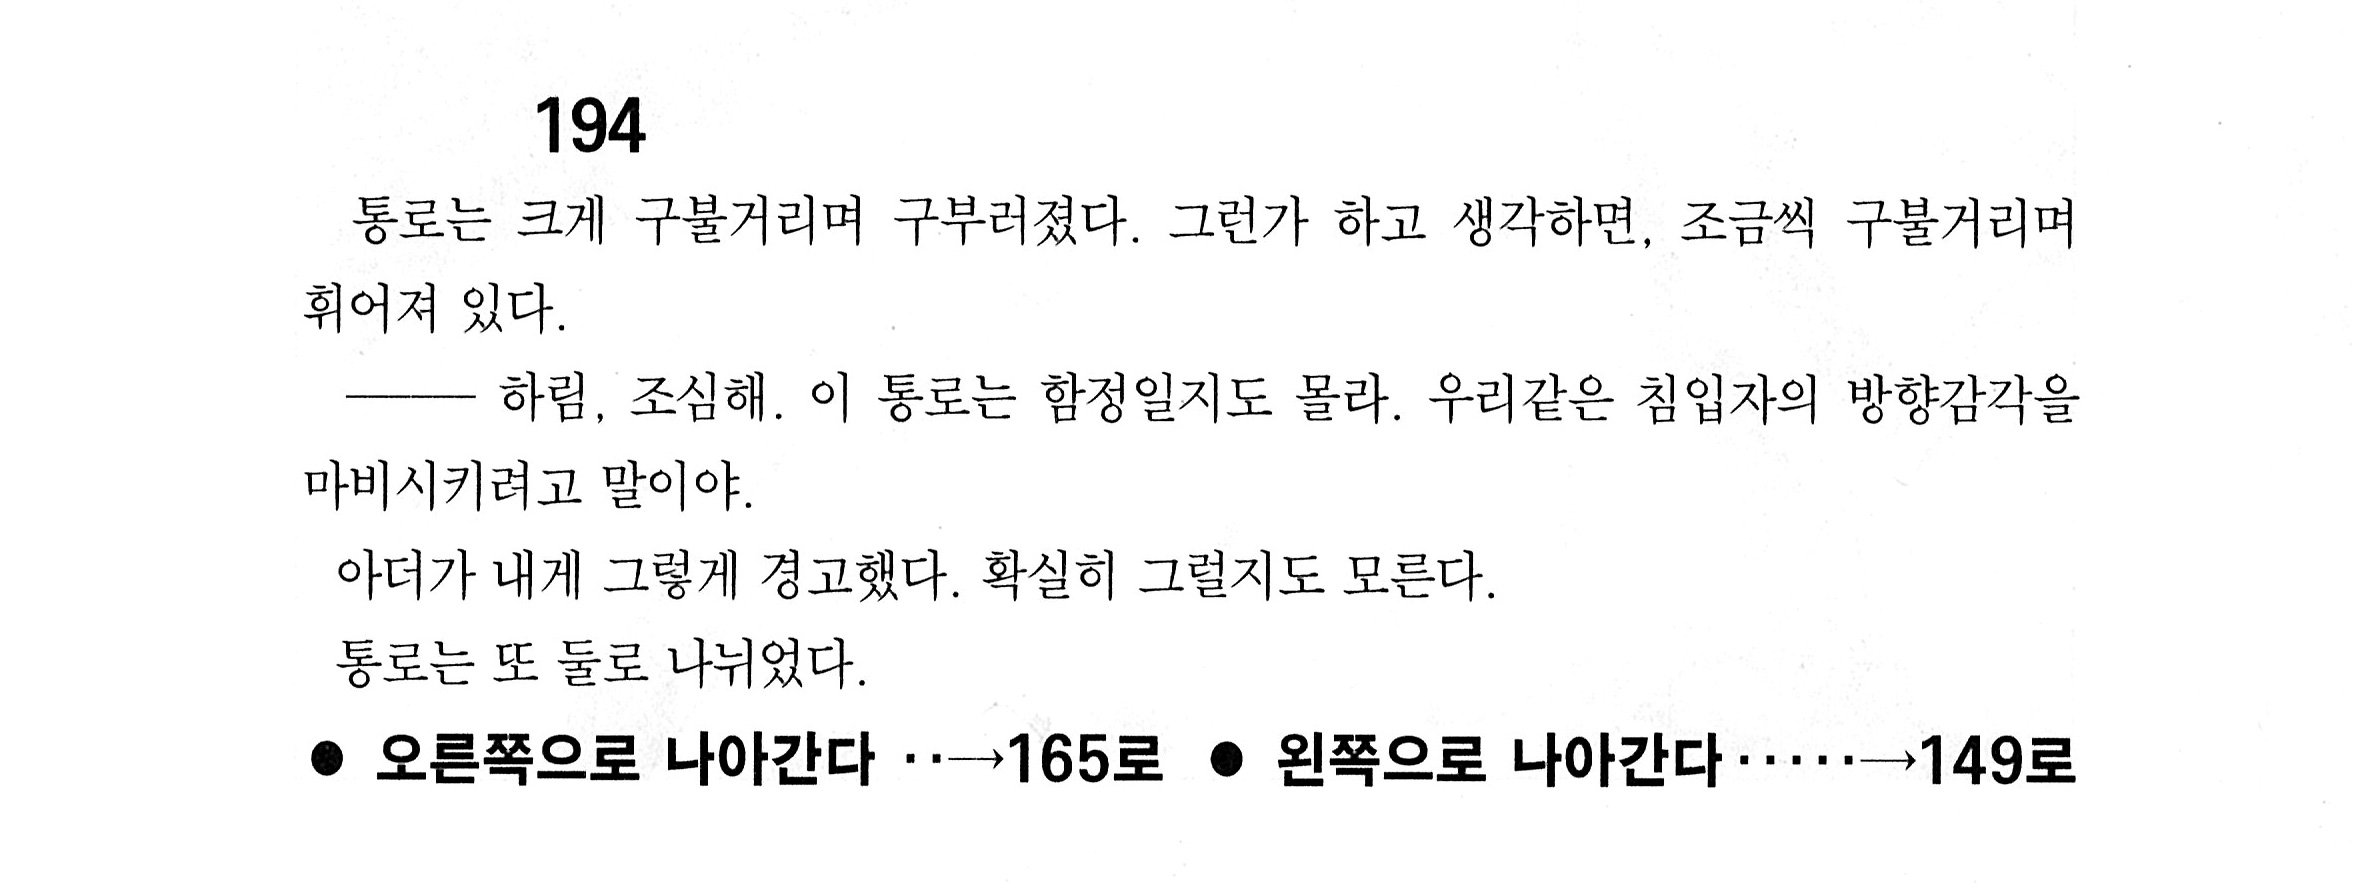 194
통로는 크게 구불거리며 구부러졌다. 그런가 하고 생각하면, 조금씩 구불거리며
휘어져 있다.
—— 하림, 조심해. 이 통로는 함정일지도 몰라. 우리같은 침입자의 방향감각을
마비시키려고 말이야.
아더가 내게 그렇게 경고했다. 확실히 그럴지도 모른다.
통로는 또 둘로 나뉘었다.
● 오른쪽으로 나아간다 ··→165로 ● 왼쪽으로 나아간다·····→149로